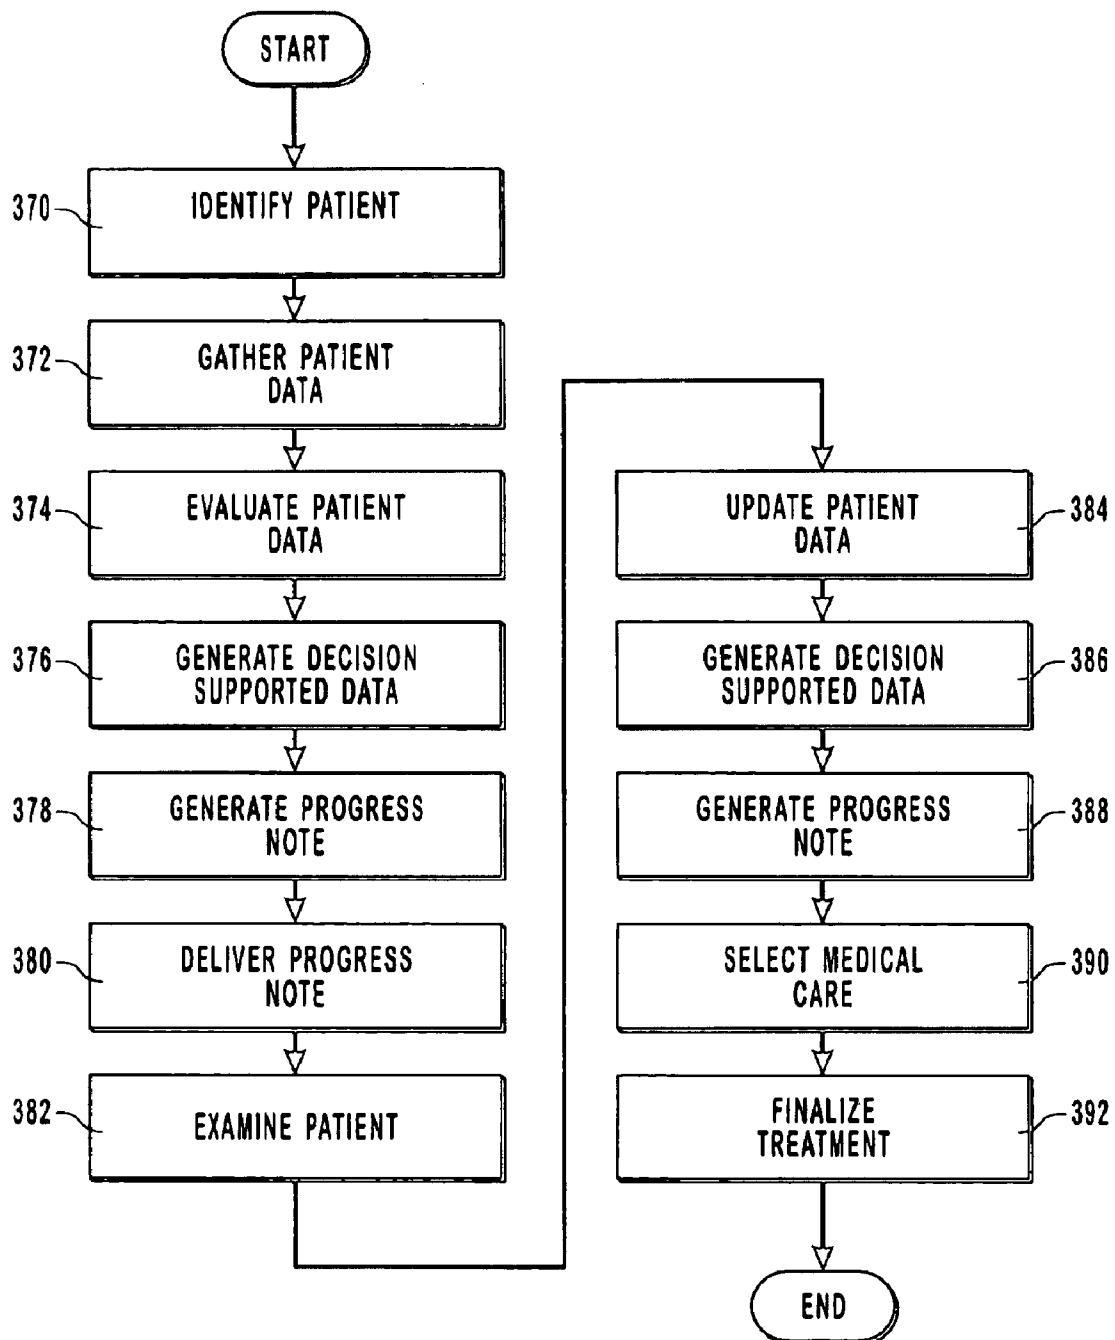 START
370
IDENTIFY PATIENT
372
GATHER PATIENT
DATA
374
EVALUATE PATIENT
DATA
376
GENERATE DECISION
SUPPORTED DATA
378
GENERATE PROGRESS
NOTE
380
DELIVER PROGRESS
NOTE
382
EXAMINE PATIENT
UPDATE PATIENT
DATA
384
GENERATE DECISION
SUPPORTED DATA
386
GENERATE PROGRESS
NOTE
388
SELECT MEDICAL
CARE
390
FINALIZE
TREATMENT
392
END